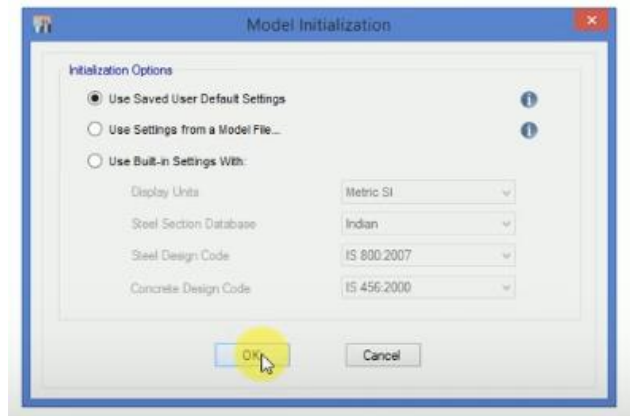 Model Initialization
Initialization Options
Use Saved User Default Settings
Use Settings from a Model File...
Use Built-in Settings With:
Display Units Metric SI
Steel Section Database Indian
Steel Design Code IS 800:2007
Concrete Design Code IS 456:2000
OK Cancel